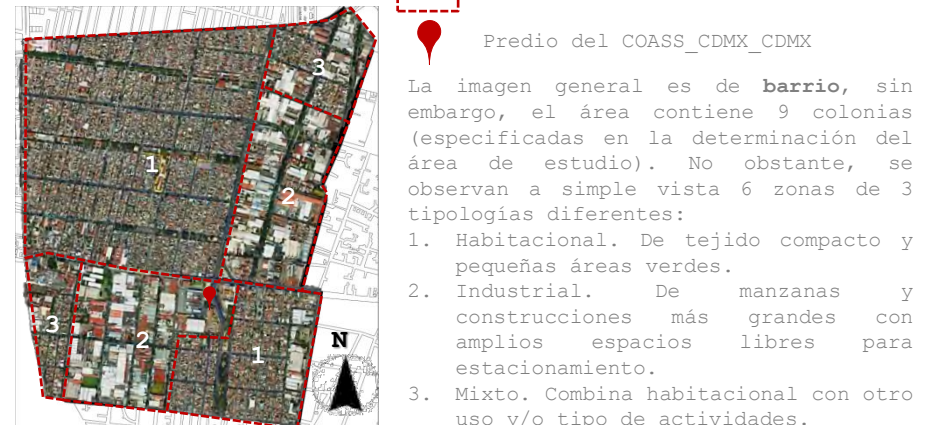 3
1
2
3
2
1
N
Predio del COASS_CDMX_CDMX
La imagen general es de barrio, sin
embargo, el área contiene 9 colonias
(especificadas en la determinación del
área de estudio). No obstante, se
observan a simple vista 6 zonas de 3
tipologías diferentes:
1. Habitacional. De tejido compacto y
pequeñas áreas verdes.
2. Industrial. De manzanas y
construcciones más grandes con
amplios espacios libres para
estacionamiento.
3. Mixto. Combina habitacional con otro
uso y/o tipo de actividades.